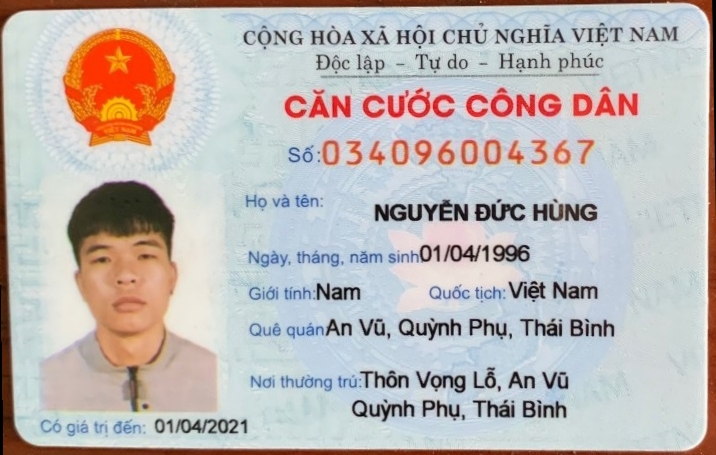 CỘNG HÒA XÃ HỘI CHỦ NGHĨA VIỆT NAM
Độc lập – Tự do – Hạnh phúc
CĂN CƯỚC CÔNG DÂN
Số: 034096004367
Họ và tên:
NGUYỄN ĐỨC HÙNG
Ngày, tháng, năm sinh 01/04/1996
Giới tính: Nam Quốc tịch: Việt Nam
Quê quán An Vũ, Quỳnh Phụ, Thái Bình
Nơi thường trú: Thôn Vọng Lỗ, An Vũ
Quỳnh Phụ, Thái Bình
Có giá trị đến: 01/04/2021
VIỆT NAM